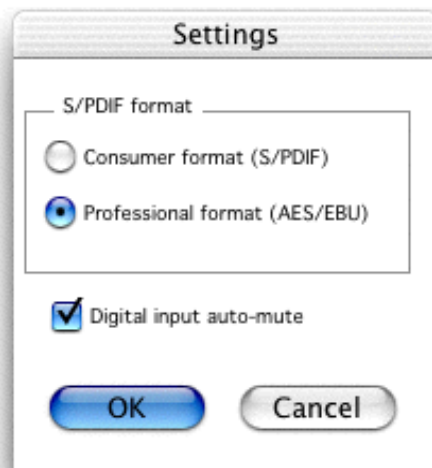 Settings
S/PDIF format
Consumer format (S/PDIF)
Professional format (AES/EBU)
Digital input auto-mute
OK
Cancel